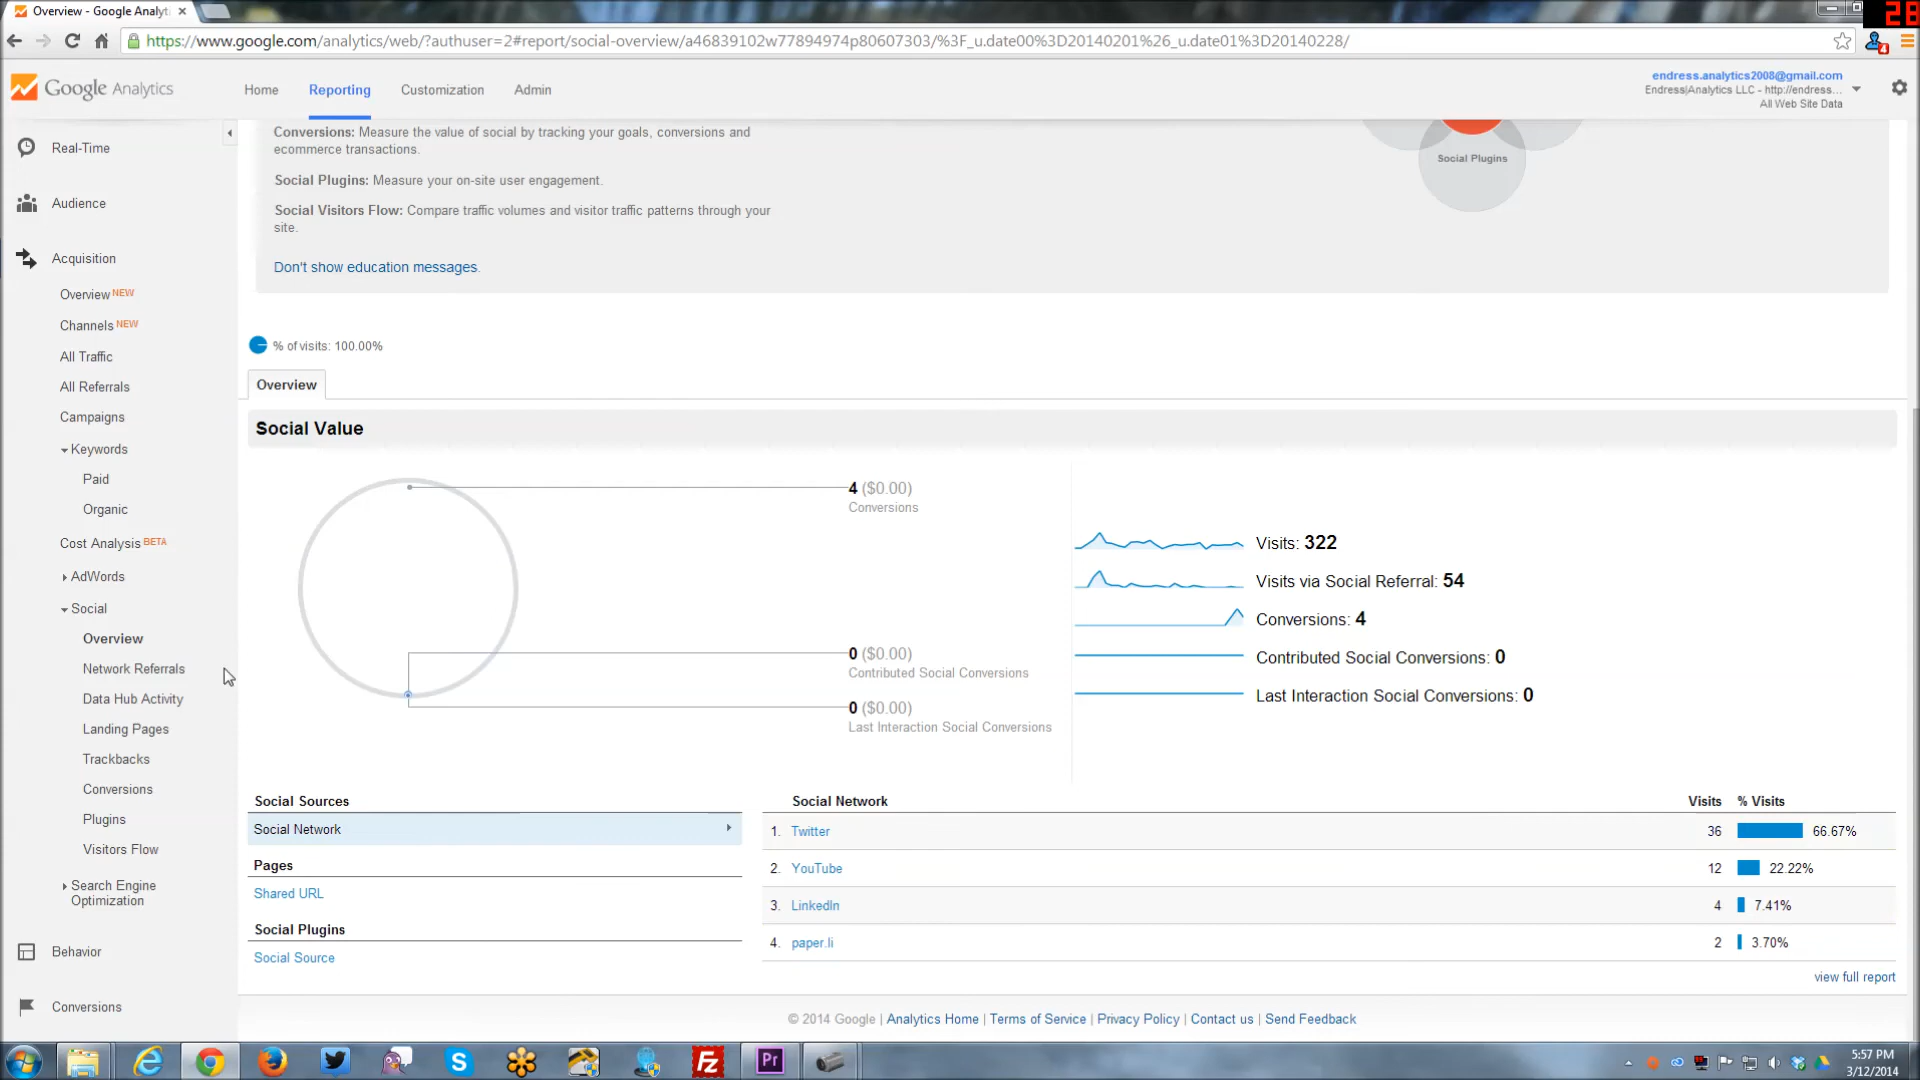 Overview - Google Analyt
28
https://www.google.com/analytics/web/?authuser=2#report/social-overview/a46839102w77894974p80607303/%3F_u.date00%3D20140201%26_u.date01%3D20140228/
4
Google Analytics
Home
Reporting
Customization
Admin
endress.analytics2008@gmail.com
Endress|Analytics LLC - http://endress...
All Web Site Data
Real-Time
Audience
Acquisition
Overview NEW
Channels NEW
All Traffic
All Referrals
Campaigns
Keywords
Paid
Organic
Cost Analysis BETA
AdWords
Social
Overview
Network Referrals
Data Hub Activity
Landing Pages
Trackbacks
Conversions
Plugins
Visitors Flow
Search Engine
Optimization
Behavior
Conversions
Conversions: Measure the value of social by tracking your goals, conversions and
ecommerce transactions.
Social Plugins: Measure your on-site user engagement.
Social Visitors Flow: Compare traffic volumes and visitor traffic patterns through your
site.
Don't show education messages.
Social Plugins
% of visits: 100.00%
Overview
Social Value
4 ($0.00)
Conversions
0 ($0.00)
Contributed Social Conversions
0 ($0.00)
Last Interaction Social Conversions
Visits: 322
Visits via Social Referral: 54
Conversions: 4
Contributed Social Conversions: 0
Last Interaction Social Conversions: 0
Social Sources
Social Network
Pages
Shared URL
Social Plugins
Social Source
Social Network Visits % Visits
1. Twitter 36 66.67%
2. YouTube 12 22.22%
3. LinkedIn 4 7.41%
4. paper.li 2 3.70%
view full report
© 2014 Google | Analytics Home | Terms of Service | Privacy Policy | Contact us | Send Feedback
S
FZ
Pr
5:57 PM
3/12/2014